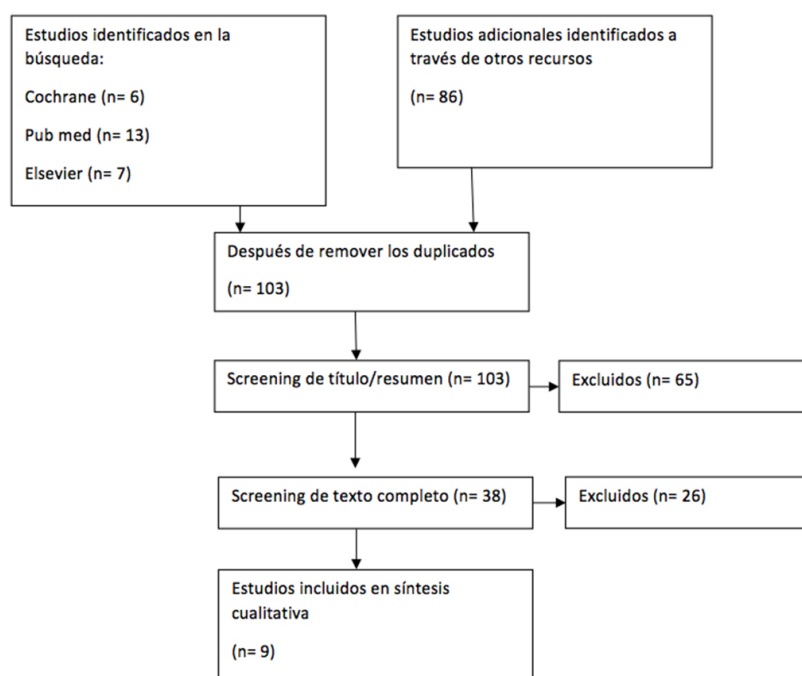 Estudios identificados en la
búsqueda:
Cochrane (n= 6)
Pub med (n= 13)
Elsevier (n= 7)
Estudios adicionales identificados a
través de otros recursos
(n= 86)
Después de remover los duplicados
(n= 103)
Screening de título/resumen (n= 103)
Excluidos (n= 65)
Screening de texto completo (n= 38)
Excluidos (n= 26)
Estudios incluidos en síntesis
cualitativa
(n= 9)